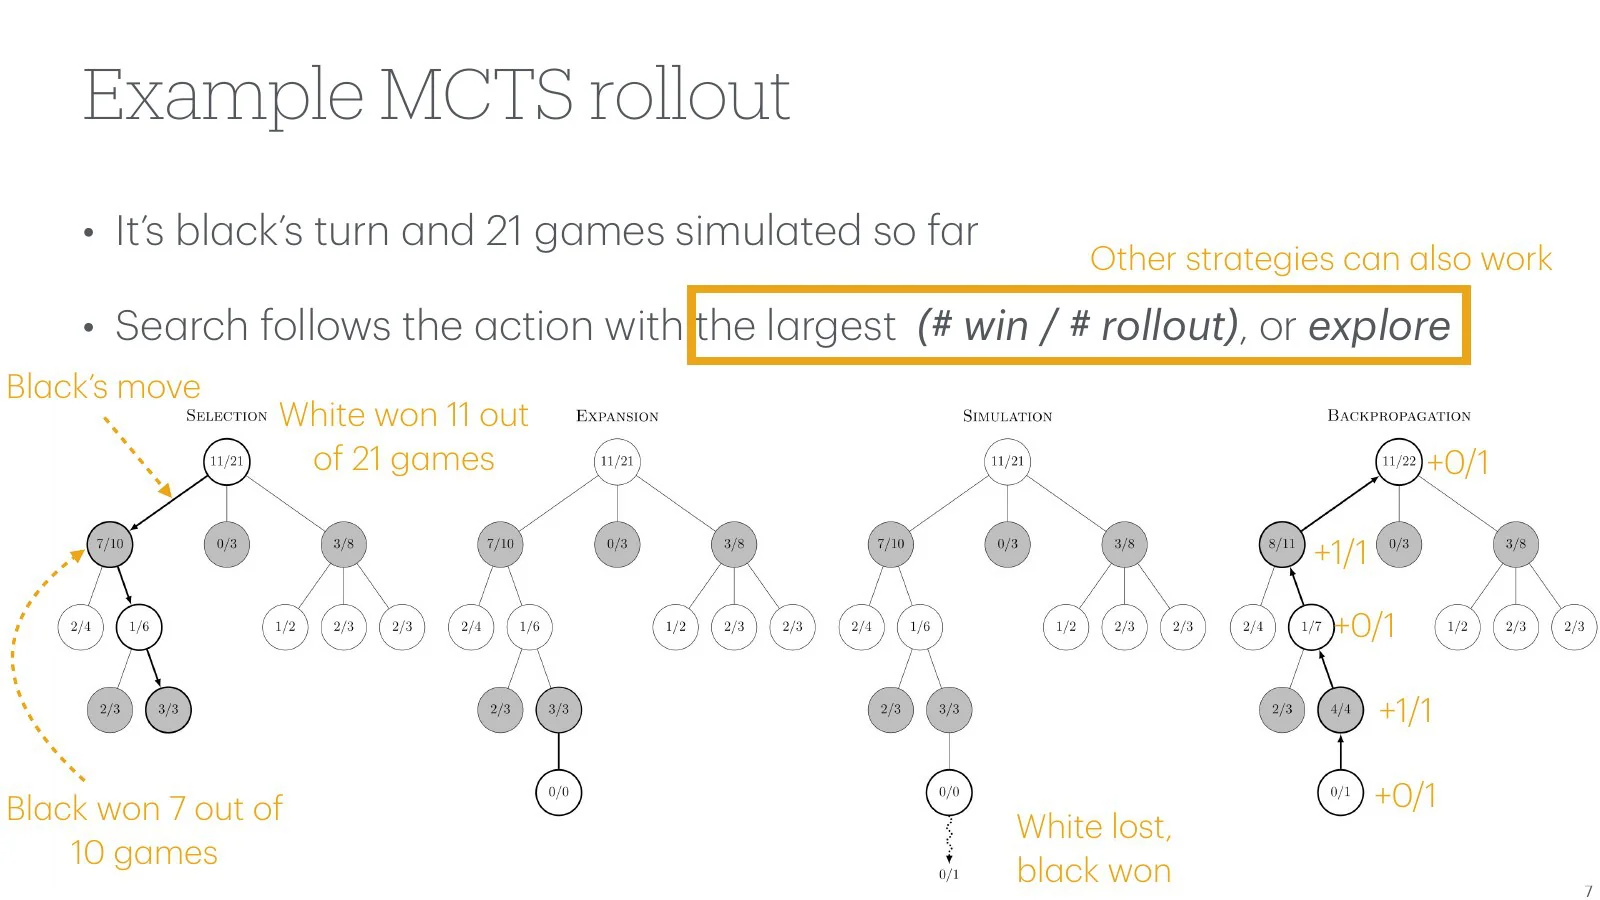 Example MCTS rollout
• It's black's turn and 21 games simulated so far
Other strategies can also work
• Search follows the action with the largest (# win / # rollout), or explore
Black's move
SELECTION
White won 11 out
of 21 games
11/21
7/10 0/3 3/8
2/4 1/6 1/2 2/3 2/3
2/3 3/3
Black won 7 out of
10 games
EXPANSION
11/21
7/10 0/3 3/8
2/4 1/6 1/2 2/3 2/3
2/3 3/3
0/0
SIMULATION
11/21
7/10 0/3 3/8
2/4 1/6 1/2 2/3 2/3
2/3 3/3
0/0
0/1
White lost,
black won
BACKPROPAGATION
11/22 +0/1
8/11 +1/1 0/3 3/8
2/4 1/7 +0/1 1/2 2/3 2/3
2/3 4/4 +1/1
0/1 +0/1
7